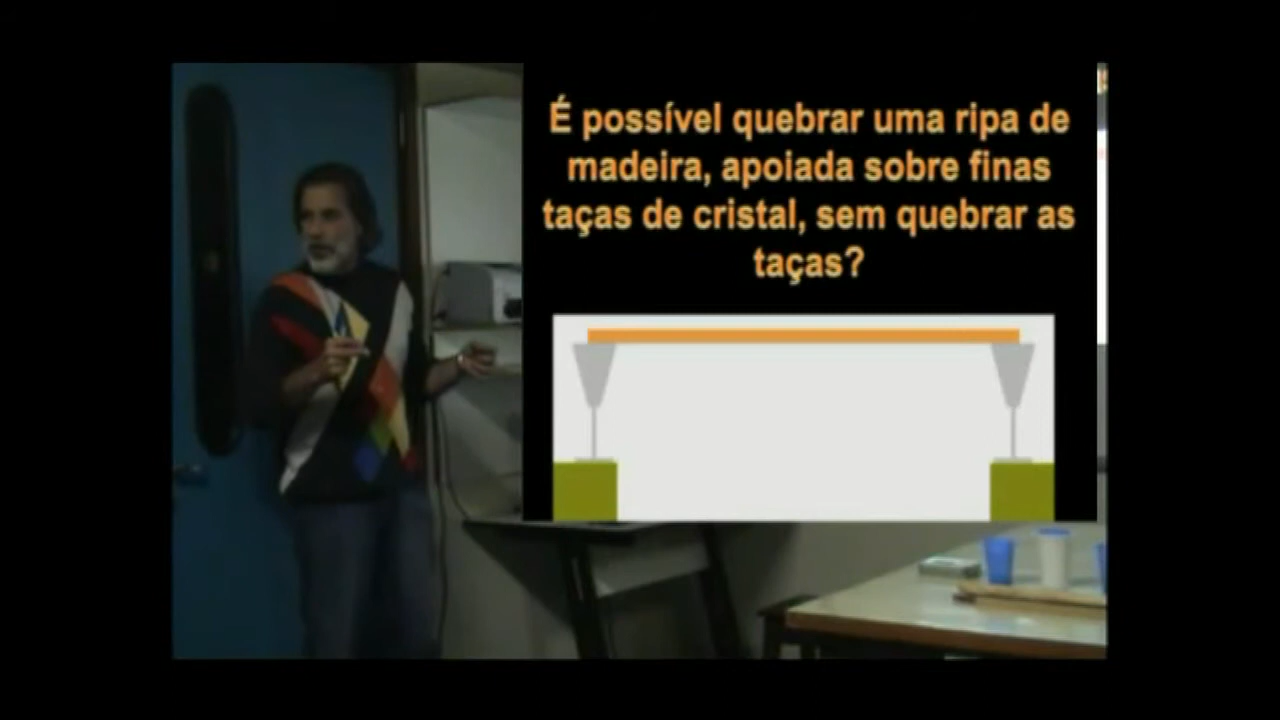 É possível quebrar uma ripa de
madeira, apoiada sobre finas
taças de cristal, sem quebrar as
taças?